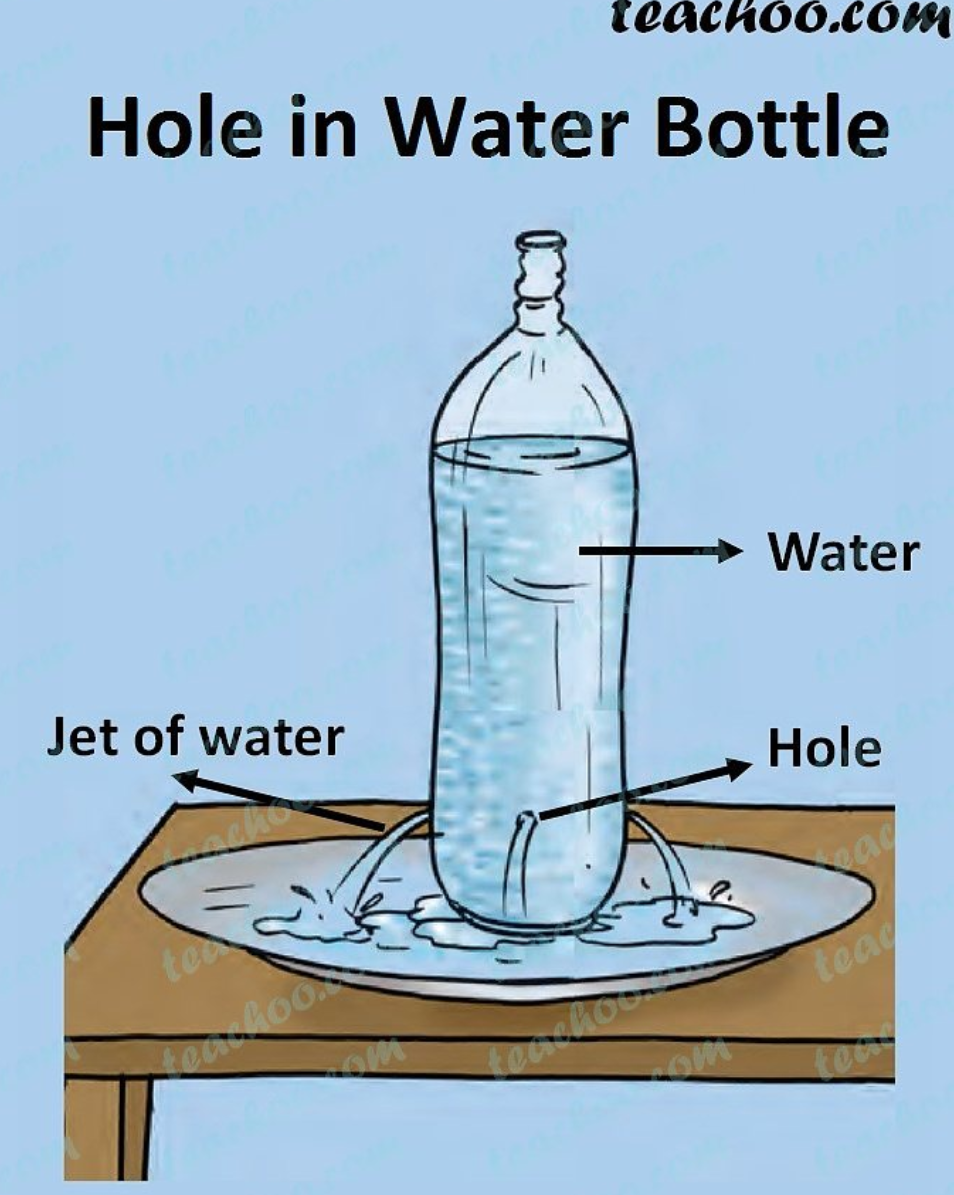 teachoo.com
Hole in Water Bottle
Water
Jet of water
Hole